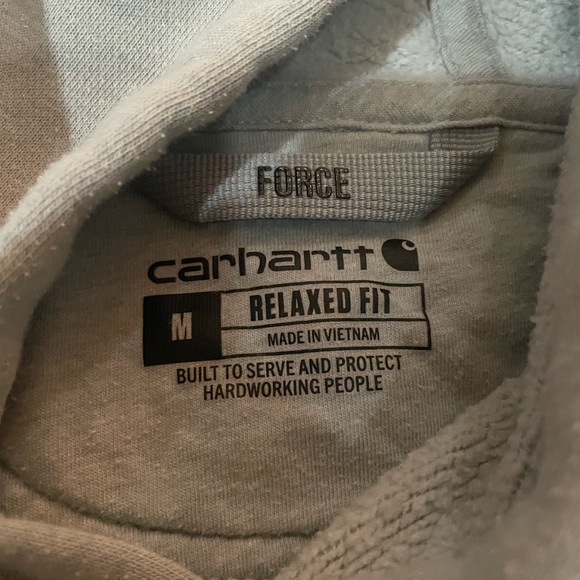 FORCE
carhartt
M
RELAXED FIT
MADE IN VIETNAM
BUILT TO SERVE AND PROTECT
HARDWORKING PEOPLE